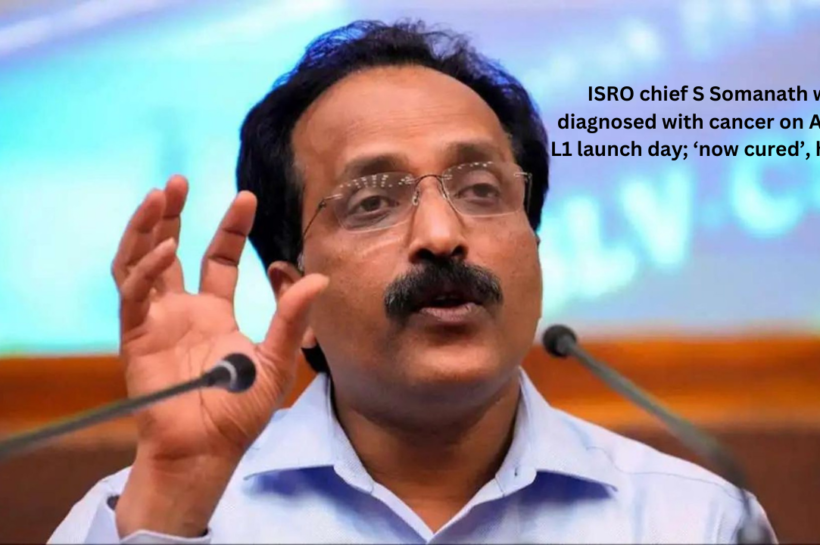 ISRO chief S Somanath
diagnosed with cancer on
L1 launch day; ‘now cured’,